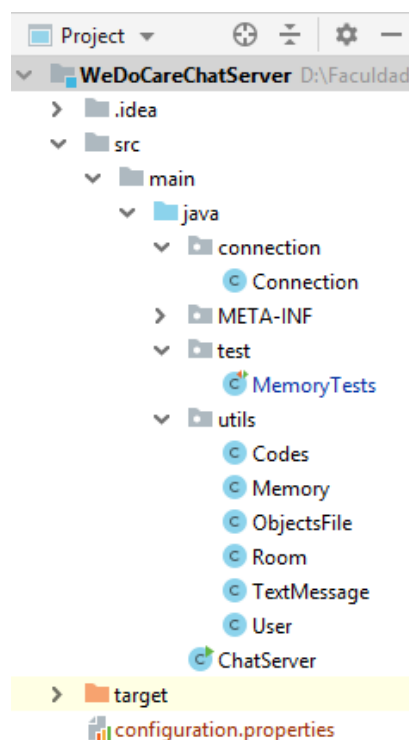 Project
WeDoCareChatServer D:\Faculdad
.idea
src
main
java
connection
Connection
META-INF
test
MemoryTests
utils
Codes
Memory
ObjectsFile
Room
TextMessage
User
ChatServer
target
configuration.properties